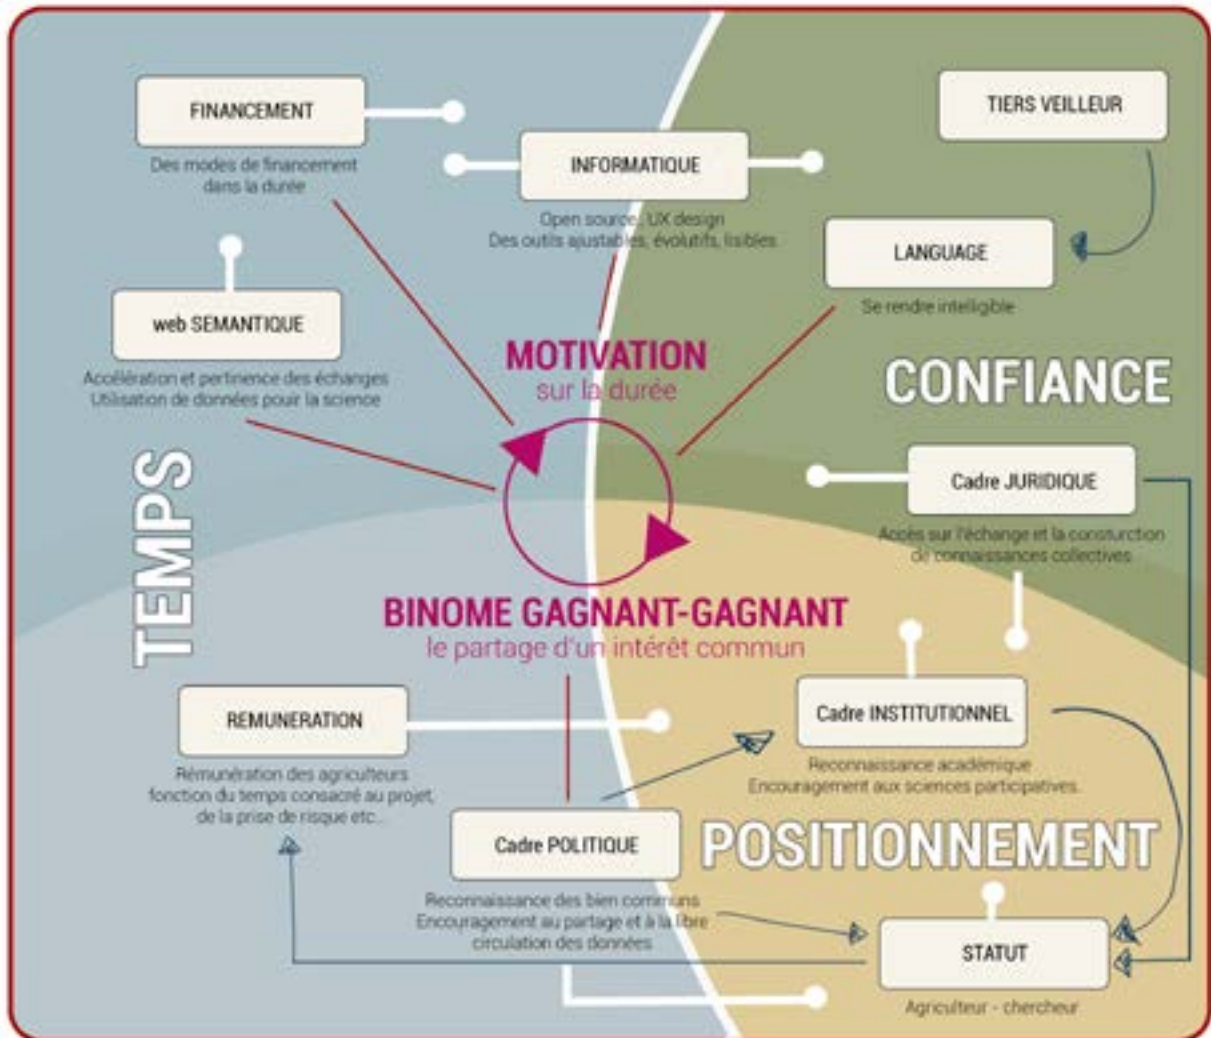 FINANCEMENT
Des modes de financement
dans la durée
INFORMATIQUE
Open source, UX design
Des outils ajustables, évolutifs, lisibles
TIERS VEILLEUR
LANGUAGE
Se rendre intelligible
web SEMANTIQUE
Accélération et pertinence des échanges
Utilisation de données pouir la science
MOTIVATION
sur la durée
CONFIANCE
TEMPS
Cadre JURIDIQUE
Accès sur l'échange et la consturction
de connaissances collectives
BINOME GAGNANT-GAGNANT
le partage d'un intérêt commun
REMUNERATION
Rémunération des agriculteurs
fonction du temps consacré au projet,
de la prise de risque etc...
Cadre INSTITUTIONNEL
Reconnaissance académique
Encouragement aux sciences participatives.
Cadre POLITIQUE
Reconnaissance des bien communs
Encouragement au partage et à la libre
circulation des données
POSITIONNEMENT
STATUT
Agriculteur - chercheur